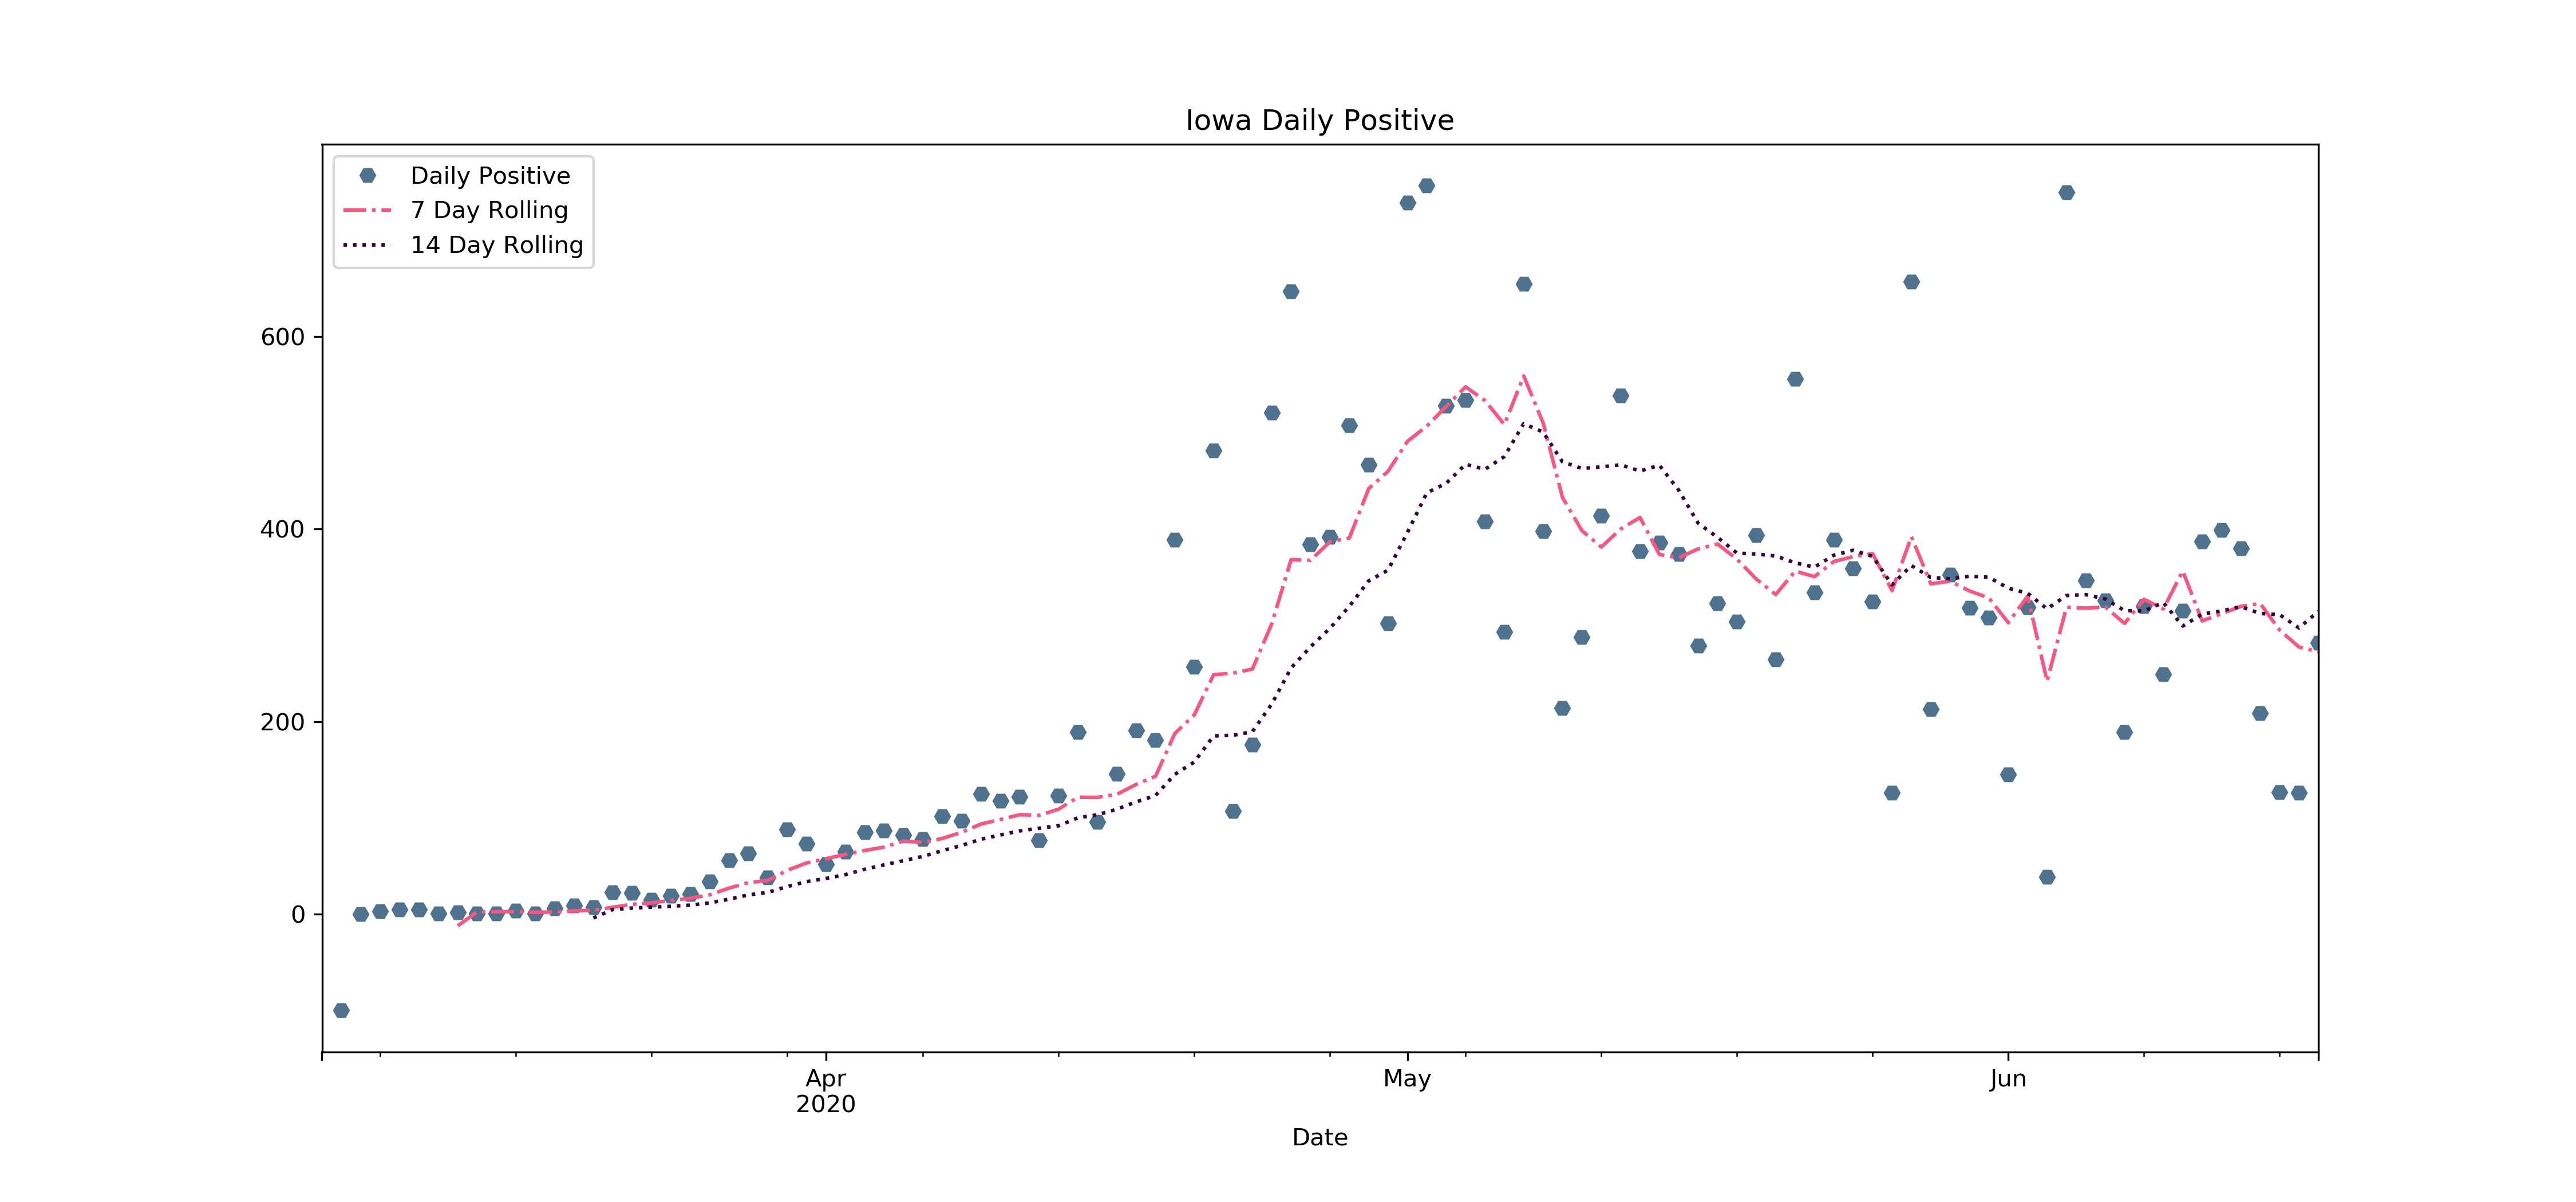 Iowa Daily Positive
Daily Positive
7 Day Rolling
14 Day Rolling
600
400
200
0
Apr
2020
May
Jun
Date